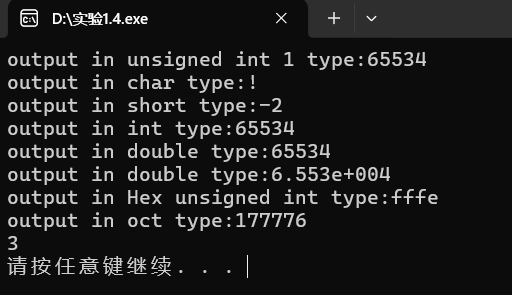 D:\实验1.4.exe
output in unsigned int 1 type:65534
output in char type:!
output in short type:-2
output in int type:65534
output in double type:65534
output in double type:6.553e+004
output in Hex unsigned int type:fffe
output in oct type:177776
3
请按任意键继续. . .